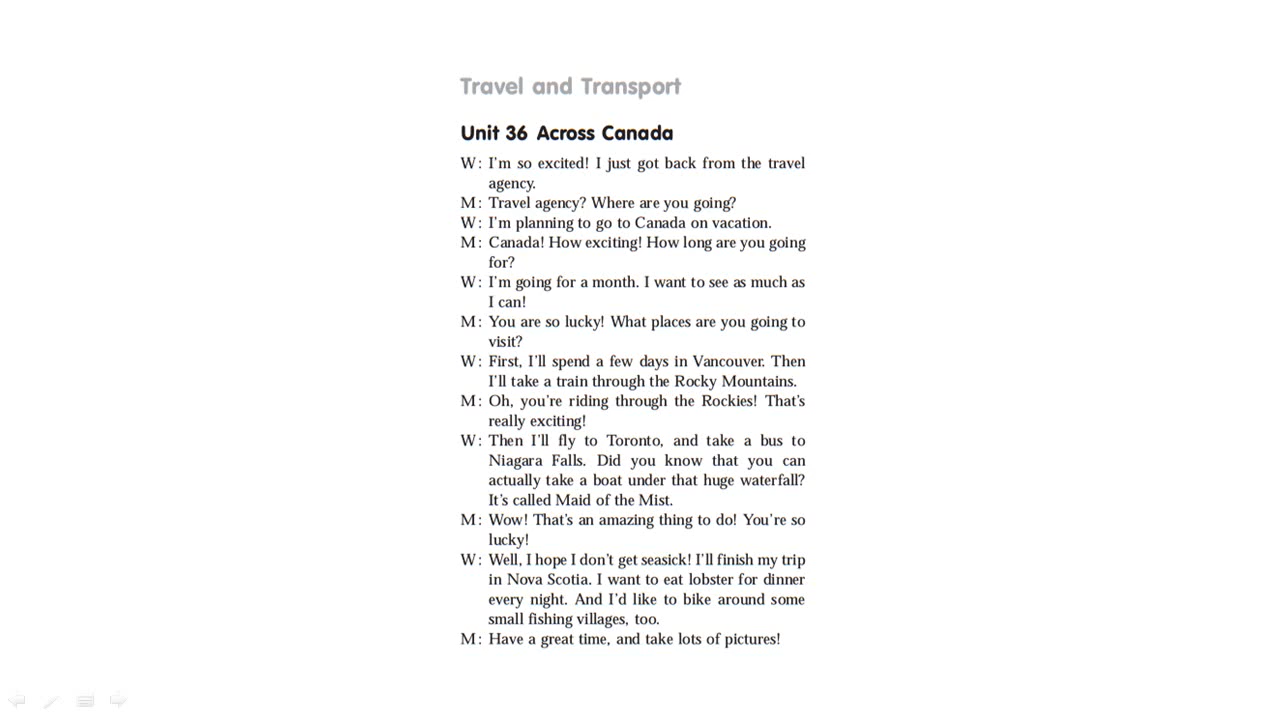 Travel and Transport
Unit 36 Across Canada
W: I'm so excited! I just got back from the travel
agency.
M: Travel agency? Where are you going?
W: I'm planning to go to Canada on vacation.
M: Canada! How exciting! How long are you going
for?
W: I'm going for a month. I want to see as much as
I can!
M: You are so lucky! What places are you going to
visit?
W: First, I'll spend a few days in Vancouver. Then
I'll take a train through the Rocky Mountains.
M: Oh, you're riding through the Rockies! That's
really exciting!
W: Then I'll fly to Toronto, and take a bus to
Niagara Falls. Did you know that you can
actually take a boat under that huge waterfall?
It's called Maid of the Mist.
M: Wow! That's an amazing thing to do! You're so
lucky!
W: Well, I hope I don't get seasick! I'll finish my trip
in Nova Scotia. I want to eat lobster for dinner
every night. And I'd like to bike around some
small fishing villages, too.
M: Have a great time, and take lots of pictures!